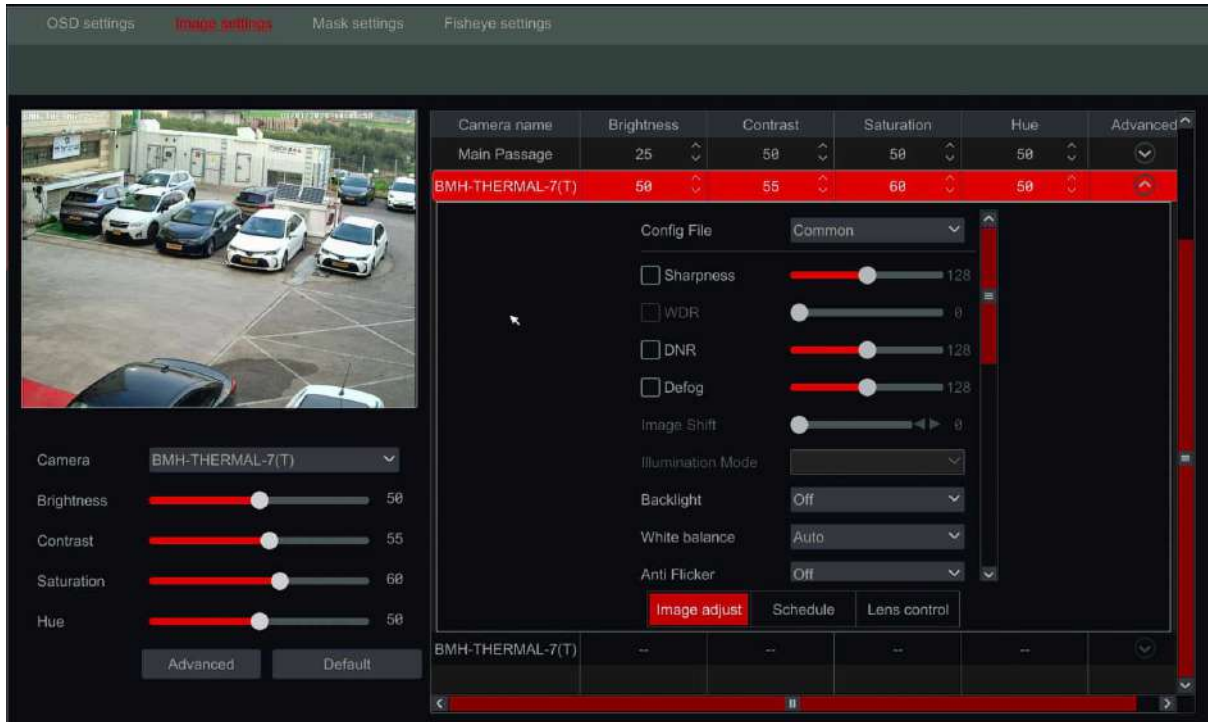 OSD settings Image settings Mask settings Fisheye settings
Camera name Brightness Contrast Saturation Hue Advanced
Main Passage 25 50 50 50
BMH-THERMAL-7(T) 50 55 60 50
Config File Common
Sharpness 128
WDR 0
DNR 128
Defog 128
Image Shift 0
Illumination Mode
Backlight Off
White balance Auto
Anti Flicker Off
Image adjust Schedule Lens control
BMH-THERMAL-7(T) -- -- -- --
Camera BMH-THERMAL-7(T)
Brightness 50
Contrast 55
Saturation 60
Hue 50
Advanced Default